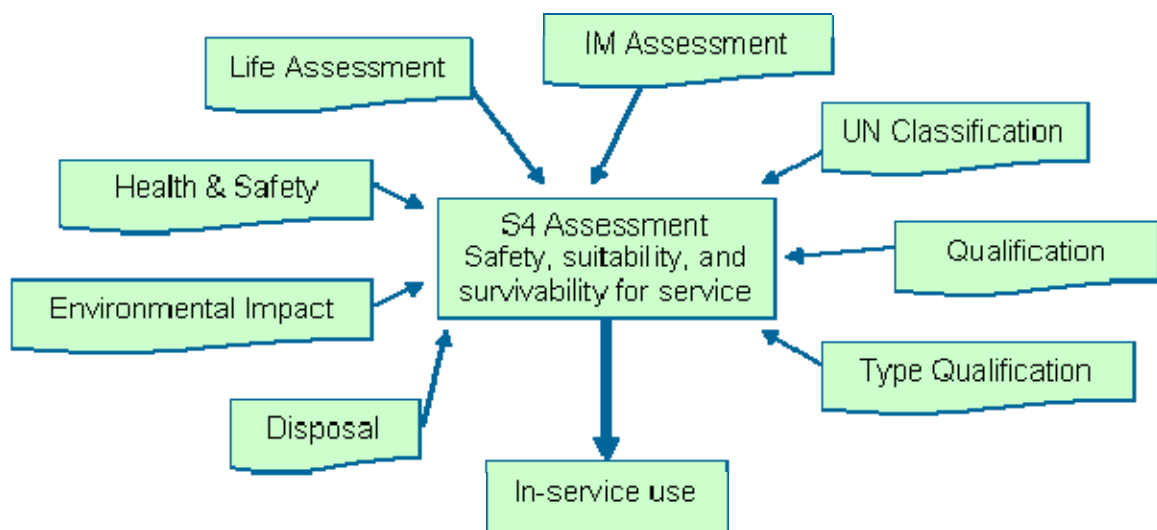 IM Assessment
Life Assessment
UN Classification
Health & Safety
S4 Assessment
Safety, suitability, and
survivability for service
Qualification
Environmental Impact
Type Qualification
Disposal
In-service use